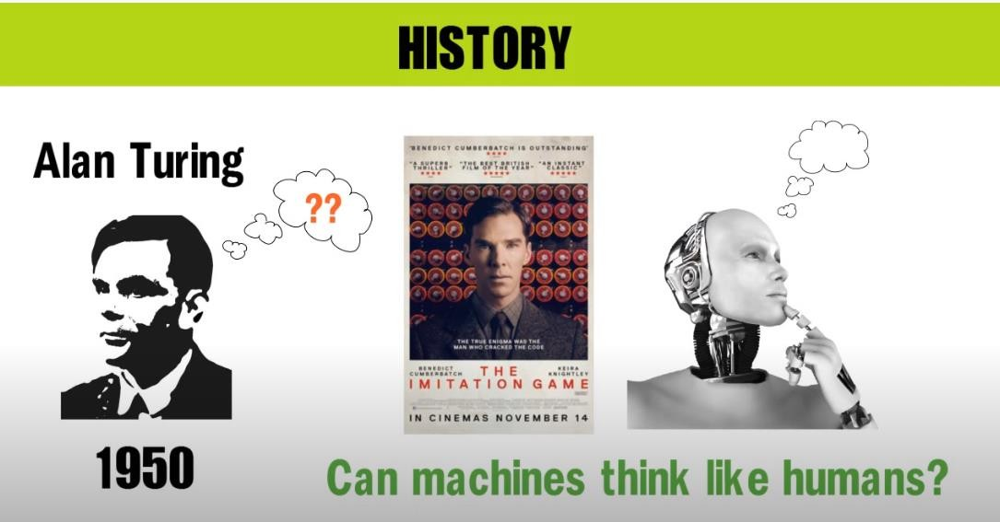 HISTORY
Alan Turing
??
"BENEDICT CUMBERBATCH IS OUTSTANDING"
"A SUPERB THRILLER"
"THE BEST BRITISH FILM OF THE YEAR"
"AN INSTANT CLASSIC"
THE TRUE ENIGMA WAS THE
MAN WHO CRACKED THE CODE
BENEDICT CUMBERBATCH
KEIRA KNIGHTLEY
THE
IMITATION GAME
IN CINEMAS NOVEMBER 14
1950
Can machines think like humans?